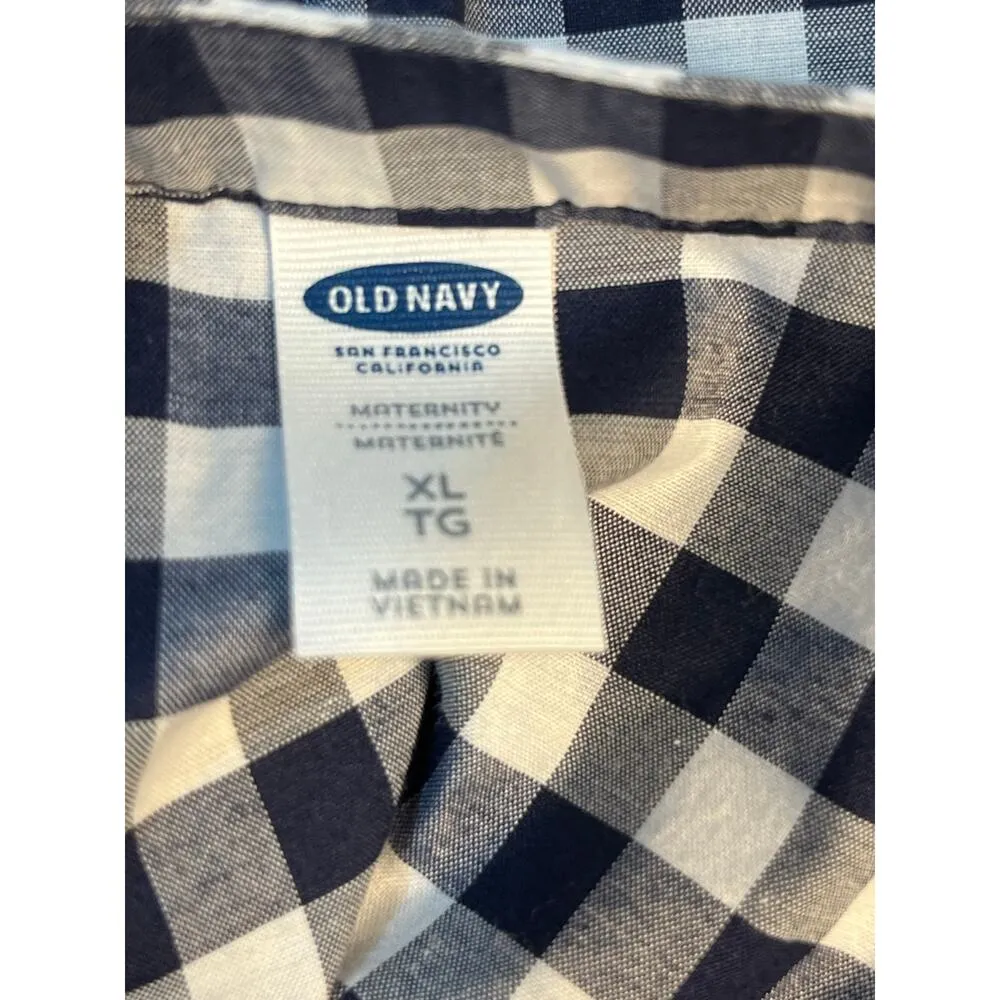 OLD NAVY
SAN FRANCISCO
CALIFORNIA
MATERNITY
MATERNITÉ
XL
TG
MADE IN
VIETNAM